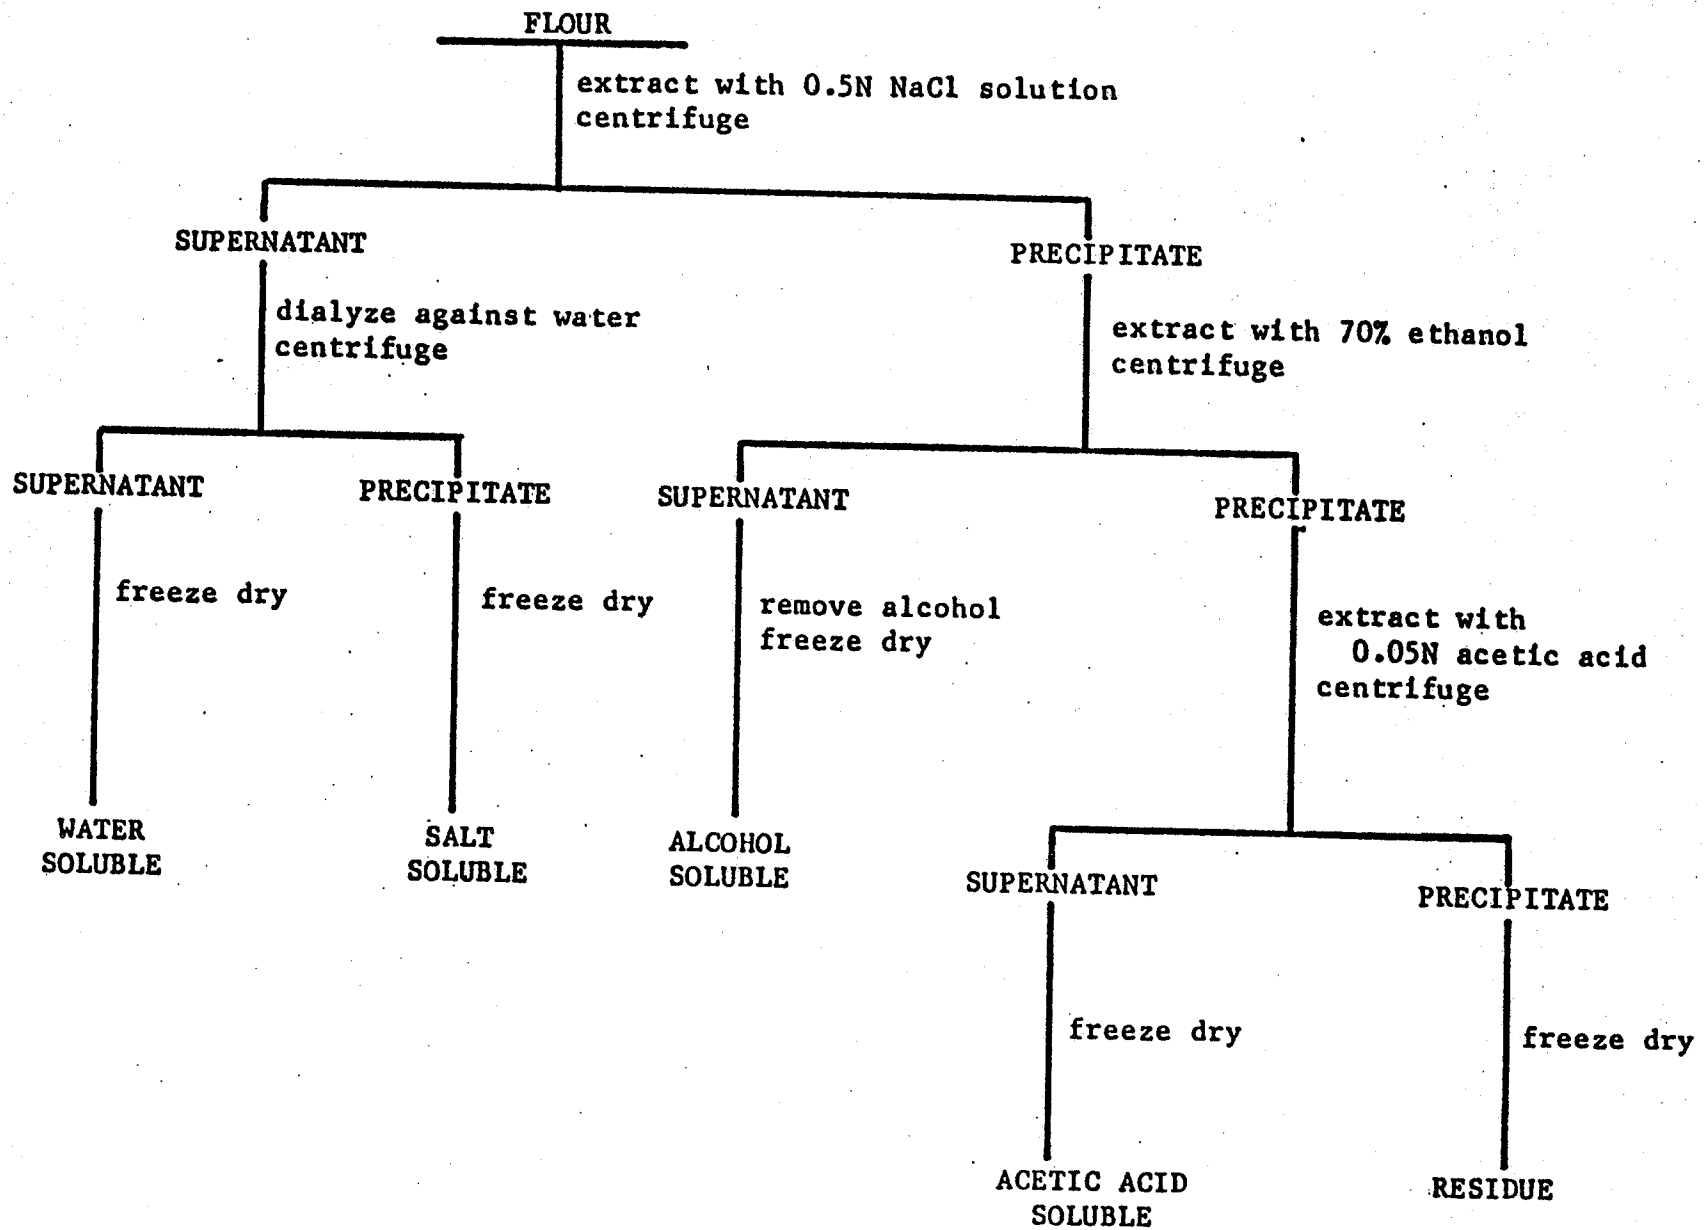 FLOUR
extract with 0.5N NaCl solution
centrifuge
SUPERNATANT
PRECIPITATE
dialyze against water
centrifuge
extract with 70% ethanol
centrifuge
SUPERNATANT
PRECIPITATE
SUPERNATANT
PRECIPITATE
freeze dry
freeze dry
remove alcohol
freeze dry
extract with
0.05N acetic acid
centrifuge
WATER
SOLUBLE
SALT
SOLUBLE
ALCOHOL
SOLUBLE
SUPERNATANT
PRECIPITATE
freeze dry
freeze dry
ACETIC ACID
SOLUBLE
RESIDUE